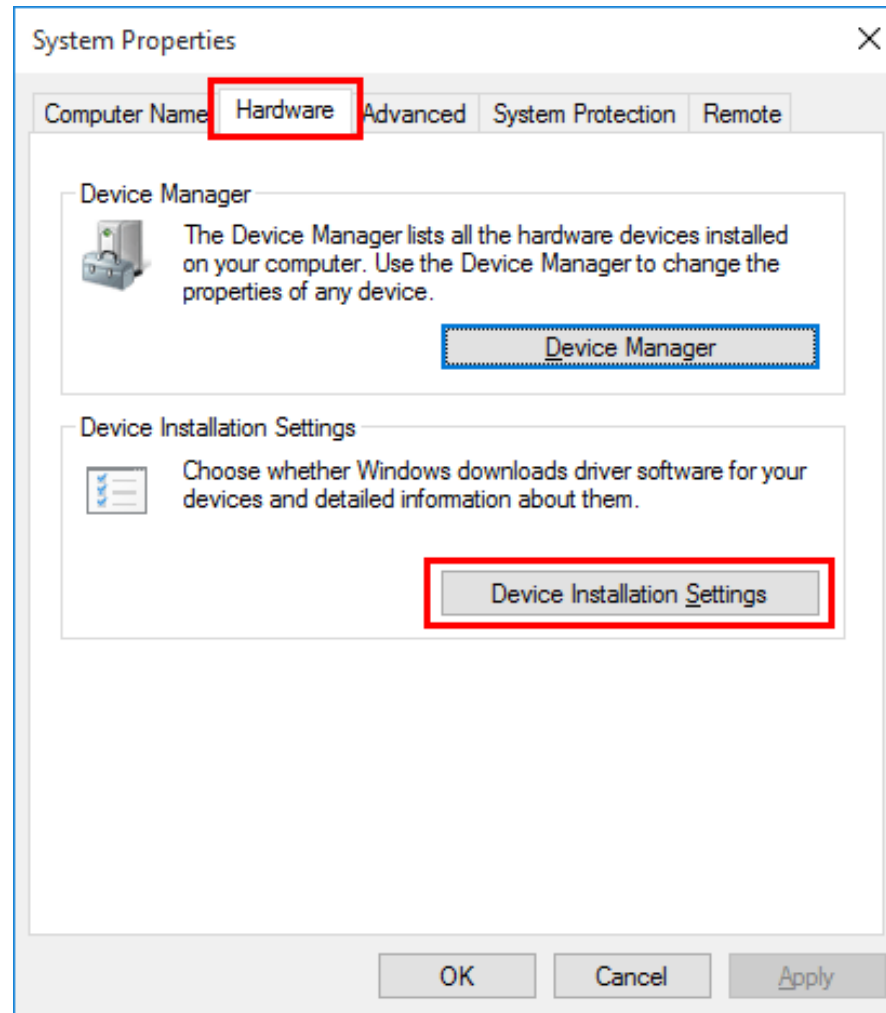 System Properties
Computer Name
Hardware
Advanced
System Protection
Remote
Device Manager
The Device Manager lists all the hardware devices installed
on your computer. Use the Device Manager to change the
properties of any device.
Device Manager
Device Installation Settings
Choose whether Windows downloads driver software for your
devices and detailed information about them.
Device Installation Settings
OK
Cancel
Apply